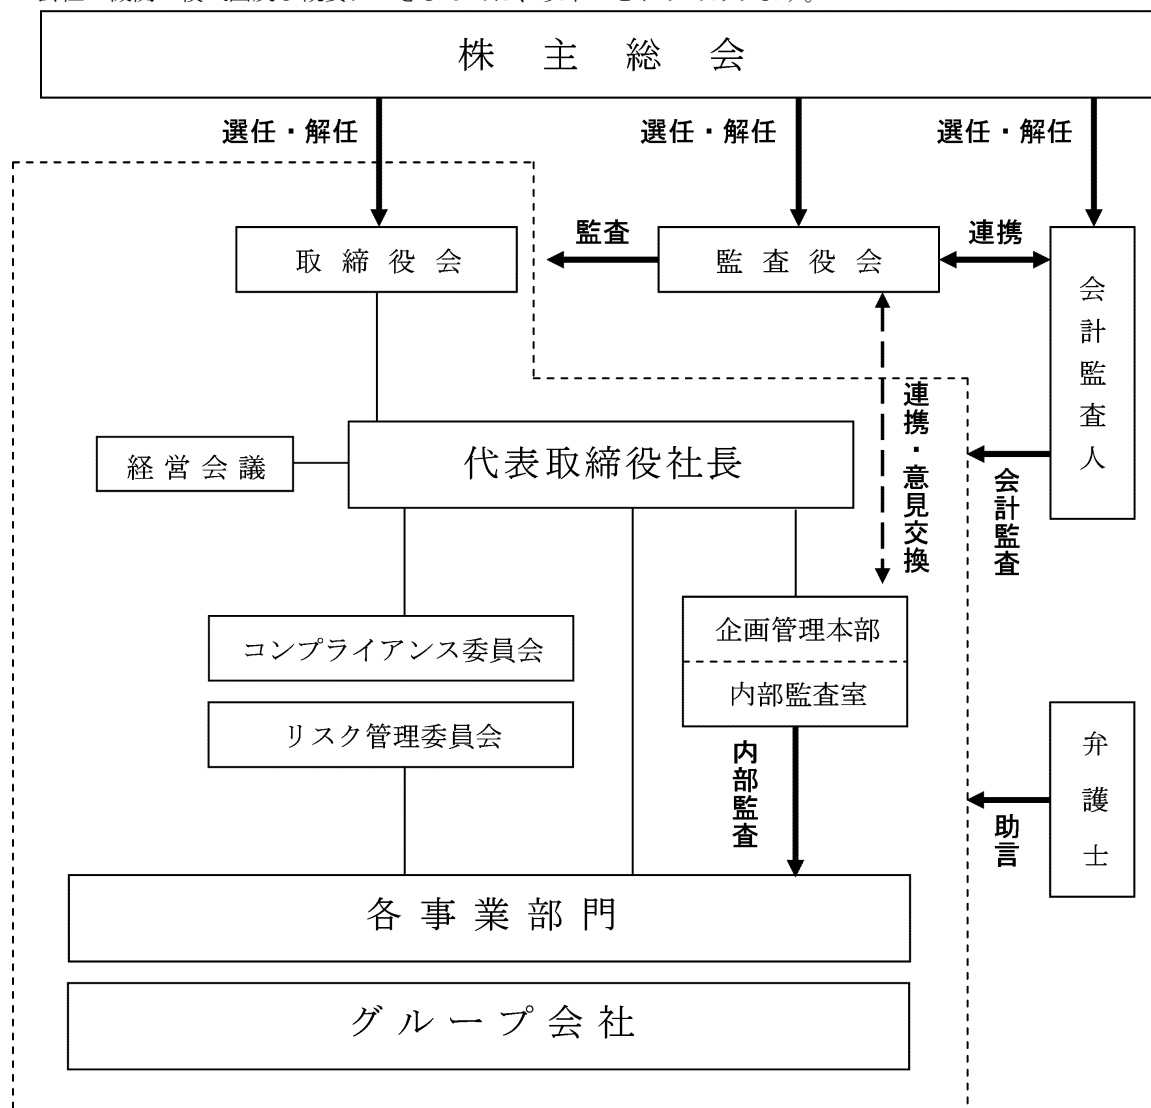 株主総会
選任・解任
選任・解任
選任・解任
取締役会
監査
監査役会
連携
会計監査人
連携・意見交換
経営会議
代表取締役社長
会計監査
コンプライアンス委員会
企画管理本部
内部監査室
リスク管理委員会
内部監査
弁護士
助言
各事業部門
グループ会社